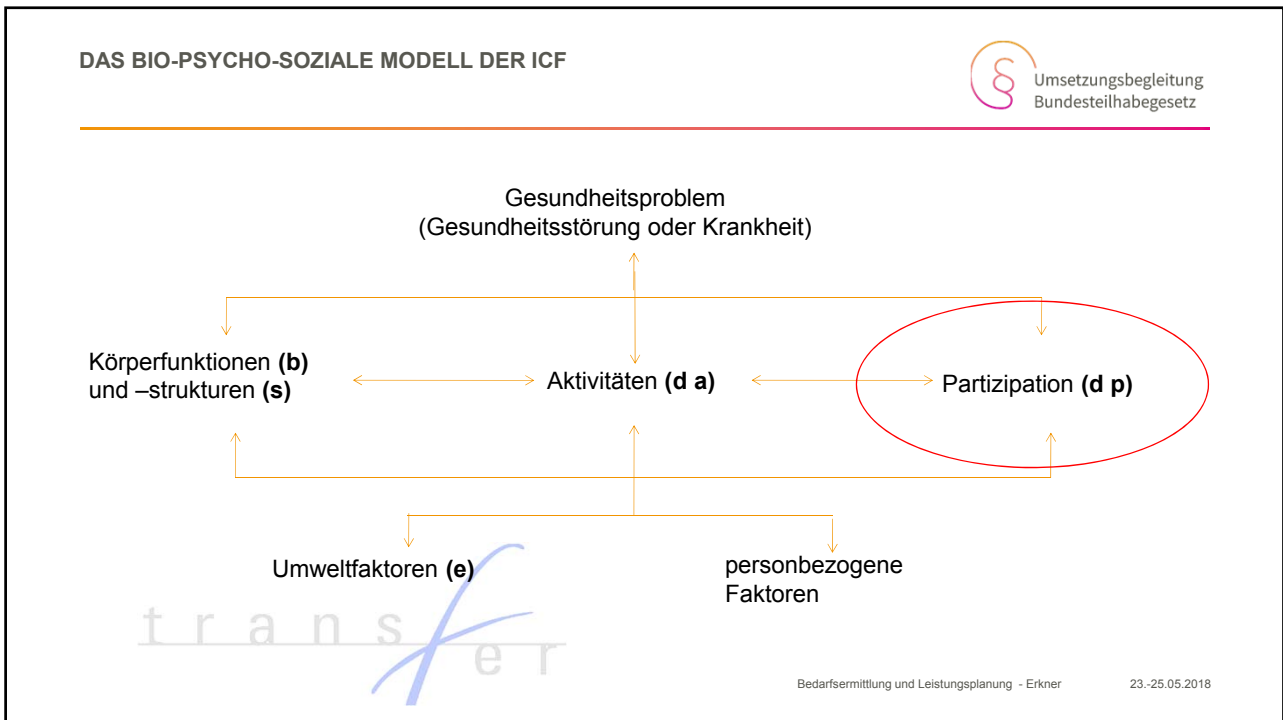 DAS BIO-PSYCHO-SOZIALE MODELL DER ICF
Umsetzungsbegleitung
Bundesteilhabegesetz
Gesundheitsproblem
(Gesundheitsstörung oder Krankheit)
Körperfunktionen (b)
und –strukturen (s)
Aktivitäten (d a)
Partizipation (d p)
Umweltfaktoren (e)
personbezogene
Faktoren
transfer
Bedarfsermittlung und Leistungsplanung - Erkner
23.-25.05.2018